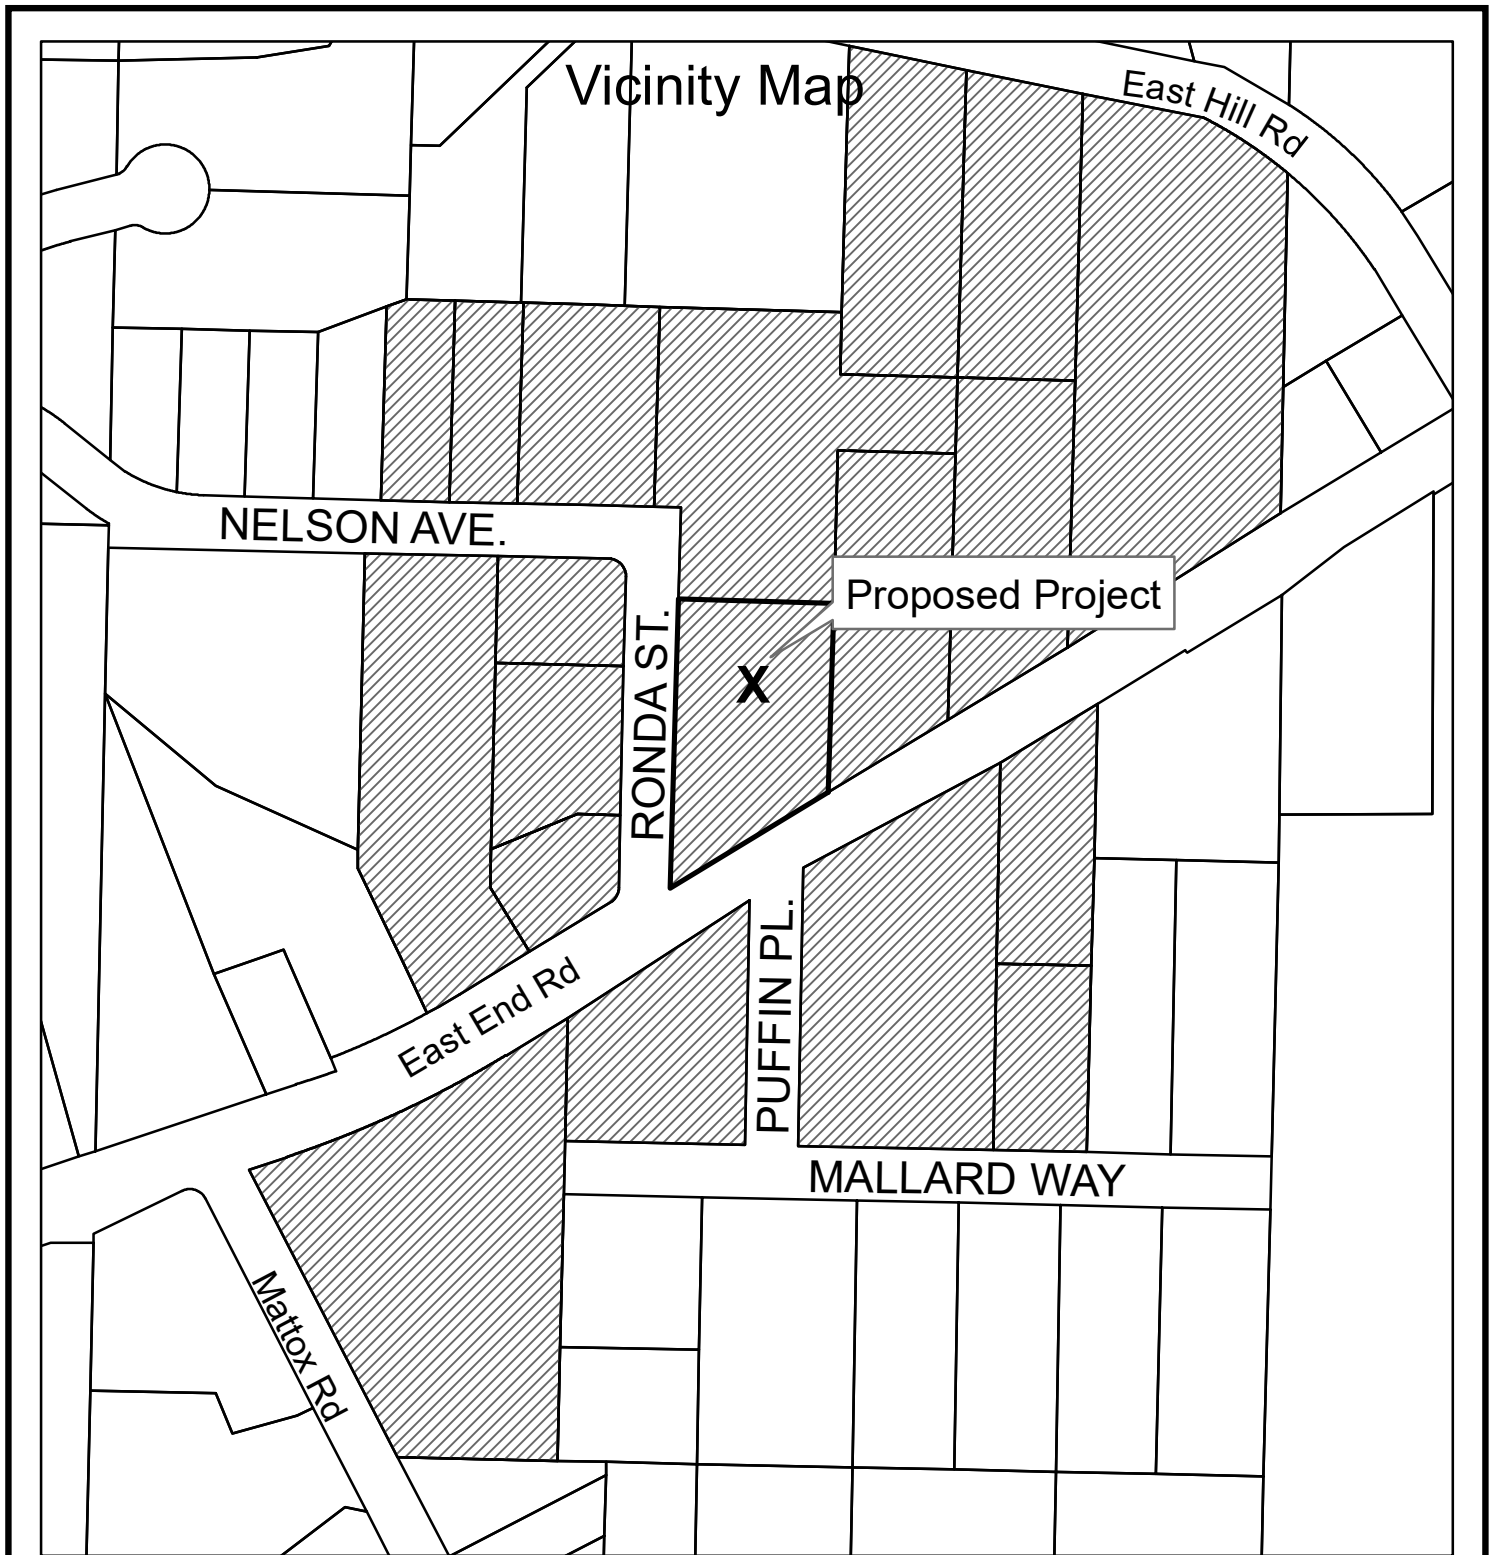 Vicinity Map
East Hill Rd
NELSON AVE.
Proposed Project
RONDA ST.
X
PUFFIN PL.
East End Rd
MALLARD WAY
Mattox Rd